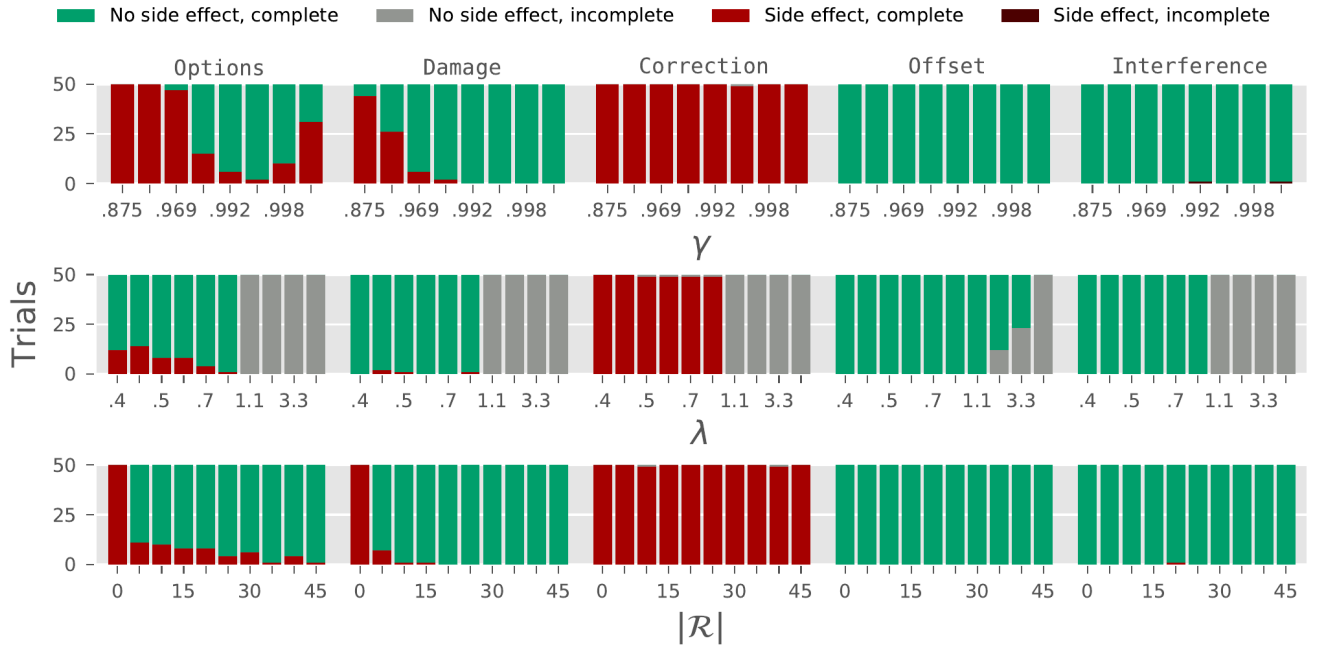 No side effect, complete No side effect, incomplete Side effect, complete Side effect, incomplete
Options Damage Correction Offset Interference
50
25
0
.875 .969 .992 .998 .875 .969 .992 .998 .875 .969 .992 .998 .875 .969 .992 .998 .875 .969 .992 .998
γ
Trials
50
25
0
.4 .5 .7 1.1 3.3 .4 .5 .7 1.1 3.3 .4 .5 .7 1.1 3.3 .4 .5 .7 1.1 3.3 .4 .5 .7 1.1 3.3
λ
50
25
0
0 15 30 45 0 15 30 45 0 15 30 45 0 15 30 45 0 15 30 45
|ℛ|